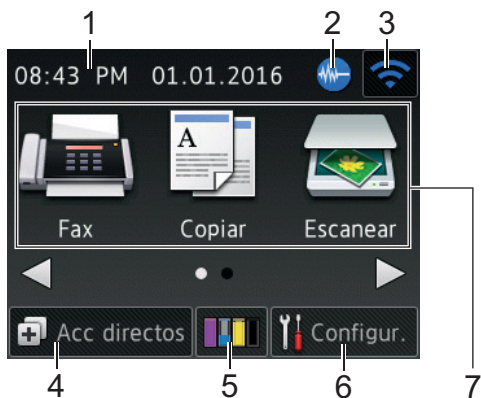 1 2 3
08:43 PM 01.01.2016
A
Fax Copiar Escanear
Acc directos Configur.
4 5 6 7